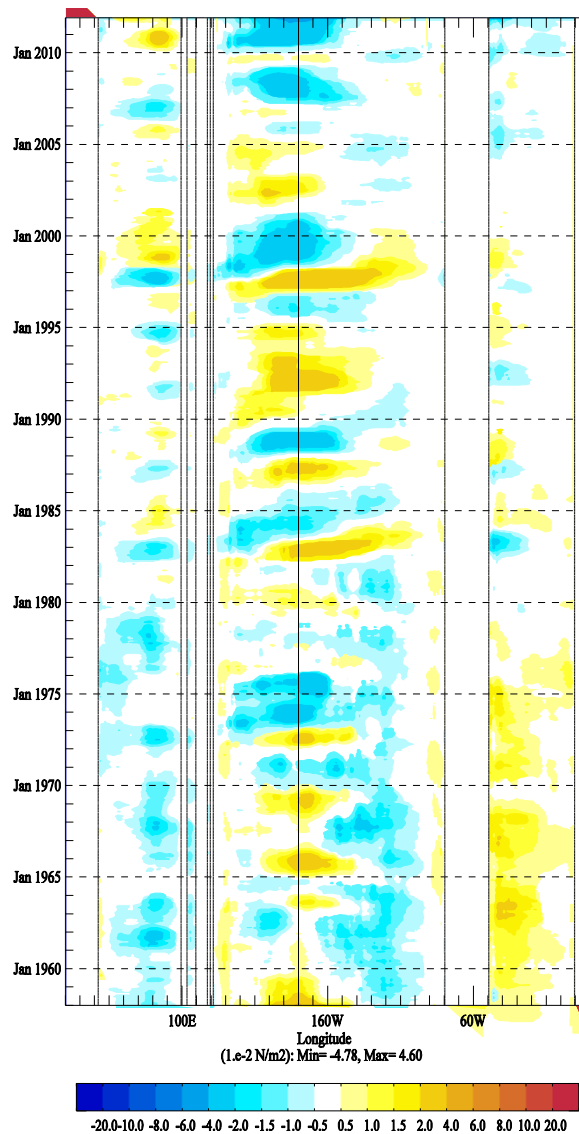 Jan 2010
Jan 2005
Jan 2000
Jan 1995
Jan 1990
Jan 1985
Jan 1980
Jan 1975
Jan 1970
Jan 1965
Jan 1960
100E 160W 60W
Longitude
(1.e-2 N/m2): Min= -4.78, Max= 4.60
-20.0 -10.0 -8.0 -6.0 -4.0 -2.0 -1.5 -1.0 -0.5 0.5 1.0 1.5 2.0 4.0 6.0 8.0 10.0 20.0